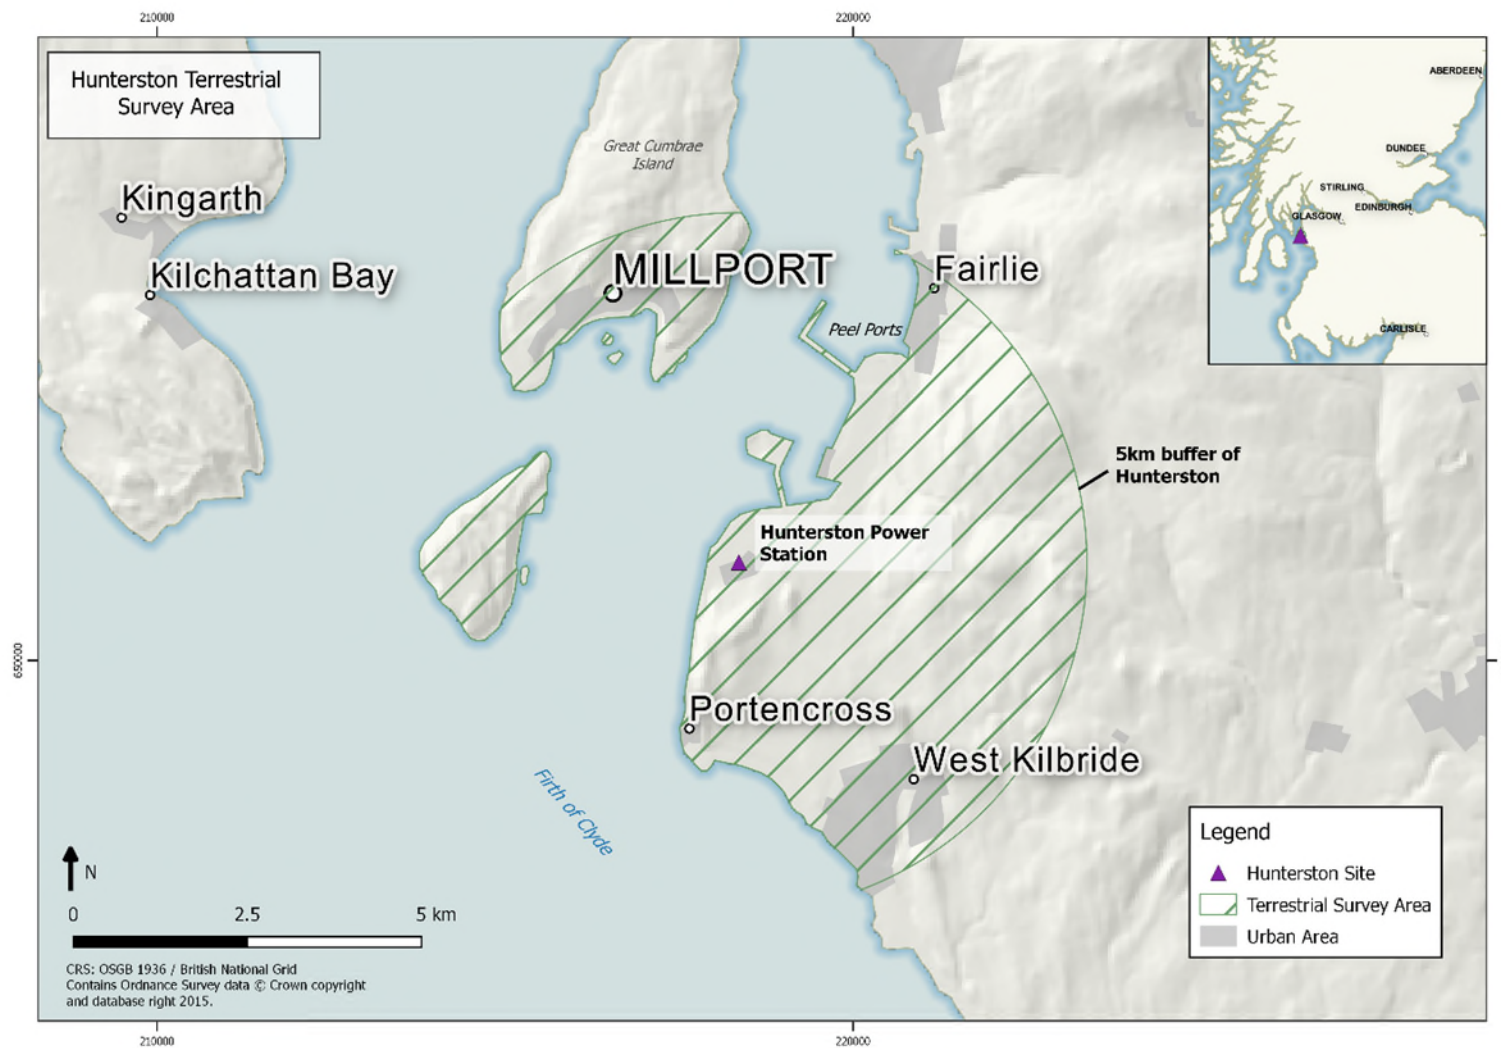 210000
220000
Hunterston Terrestrial
Survey Area
ABERDEEN
DUNDEE
STIRLING
EDINBURGH
GLASGOW
CARLISLE
Great Cumbrae
Island
Kingarth
Kilchattan Bay
MILLPORT
Fairlie
Peel Ports
5km buffer of
Hunterston
Hunterston Power
Station
650000
Portencross
West Kilbride
Firth of Clyde
N
0 2.5 5 km
CRS: OSGB 1936 / British National Grid
Contains Ordnance Survey data © Crown copyright
and database right 2015.
Legend
Hunterston Site
Terrestrial Survey Area
Urban Area
210000
220000